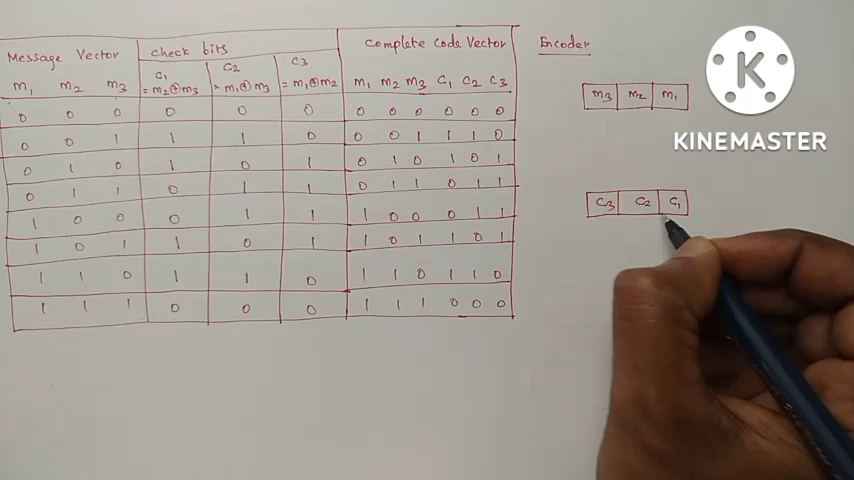 Message Vector check bits Complete Code Vector Encoder
m₁ m₂ m₃ C₁ = m₂⊕m₃ C₂ = m₁⊕m₃ C₃ = m₁⊕m₂ m₁ m₂ m₃ C₁ C₂ C₃
0 0 0 0 0 0 0 0 0 0 0 0
0 0 1 1 1 0 0 0 1 1 1 0
0 1 0 1 0 1 0 1 0 1 0 1
0 1 1 0 1 1 0 1 1 0 1 1
1 0 0 0 1 1 1 0 0 0 1 1
1 0 1 1 0 1 1 0 1 1 0 1
1 1 0 1 1 0 1 1 0 1 1 0
1 1 1 0 0 0 1 1 1 0 0 0
m₃ m₂ m₁
C₃ C₂ C₁
K
KINEMASTER